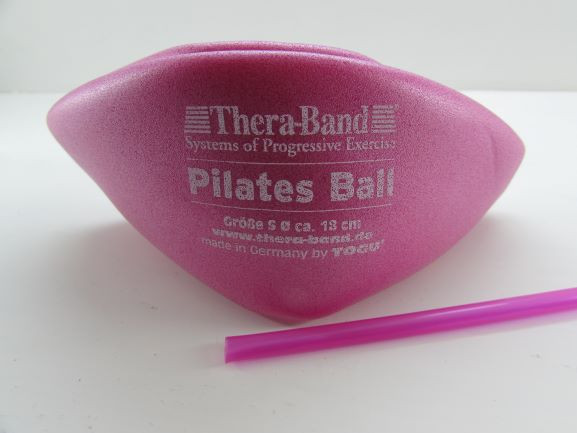 Thera-Band
Systems of Progressive Exercise
Pilates Ball
Größe S Ø ca. 18 cm
www.thera-band.de
made in Germany by TOGU